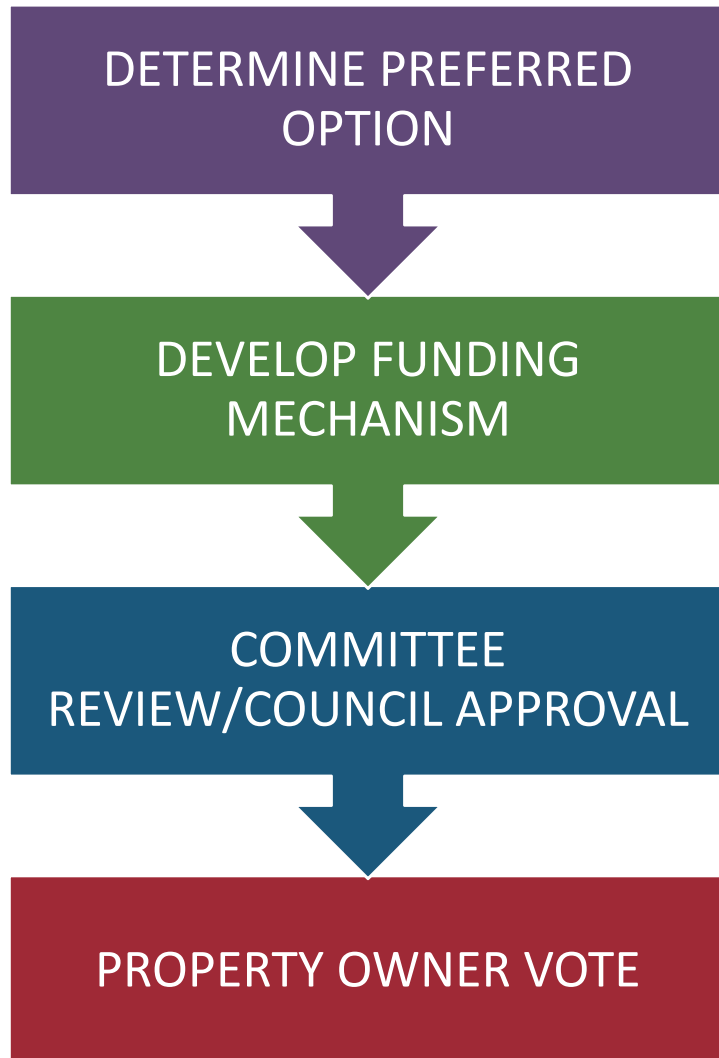 DETERMINE PREFERRED
OPTION
DEVELOP FUNDING
MECHANISM
COMMITTEE
REVIEW/COUNCIL APPROVAL
PROPERTY OWNER VOTE